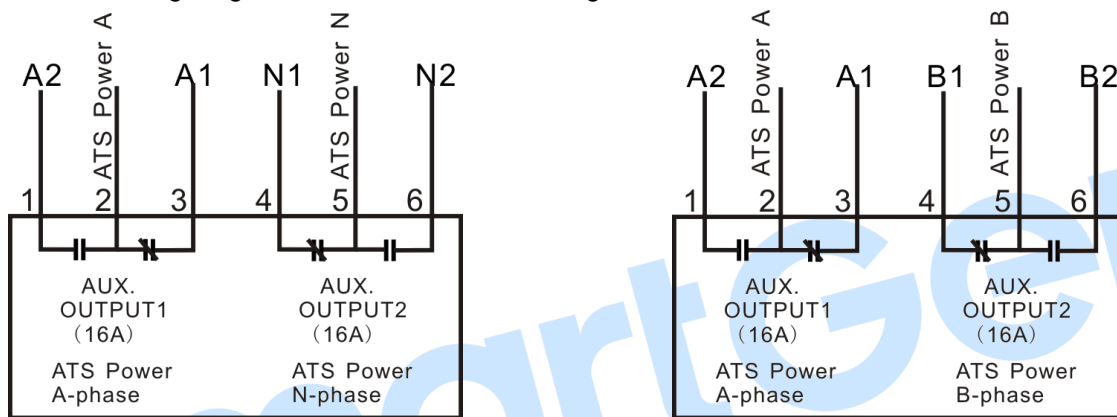 ATS Power A
ATS Power N
A2
A1
N1
N2
1
2
3
4
5
6
AUX.
OUTPUT1
(16A)
ATS Power
A-phase
AUX.
OUTPUT2
(16A)
ATS Power
N-phase
ATS Power A
ATS Power B
A2
A1
B1
B2
1
2
3
4
5
6
AUX.
OUTPUT1
(16A)
ATS Power
A-phase
AUX.
OUTPUT2
(16A)
ATS Power
B-phase